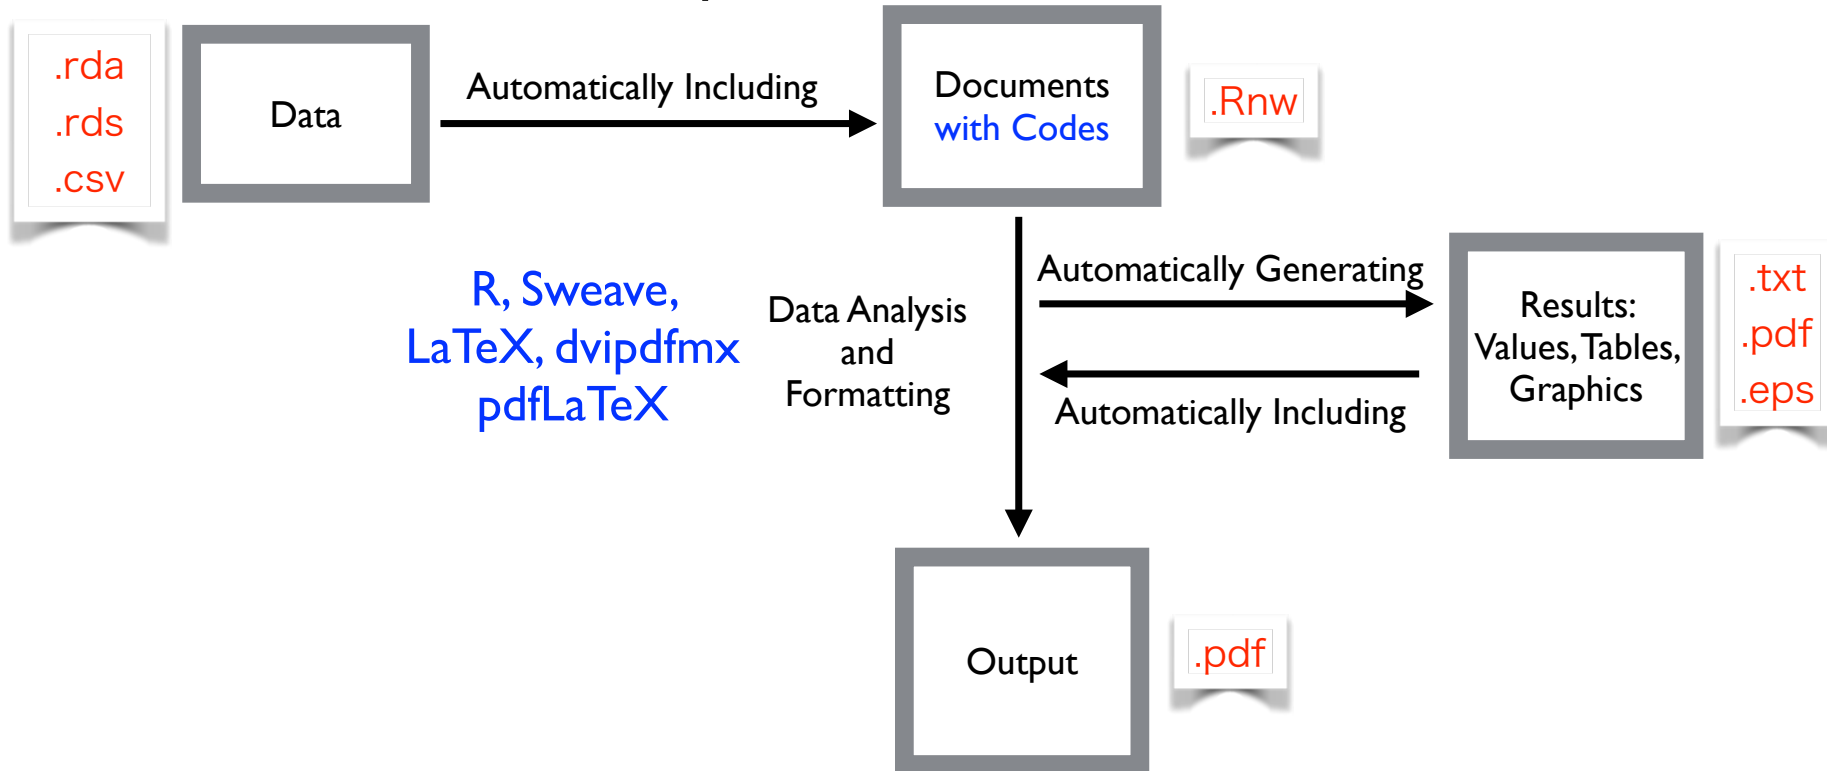 .rda
.rds
.csv
Data
Automatically Including
Documents
with Codes
.Rnw
R, Sweave,
LaTeX, dvipdfmx
pdfLaTeX
Data Analysis
and
Formatting
Automatically Generating
Automatically Including
Results:
Values, Tables,
Graphics
.txt
.pdf
.eps
Output
.pdf